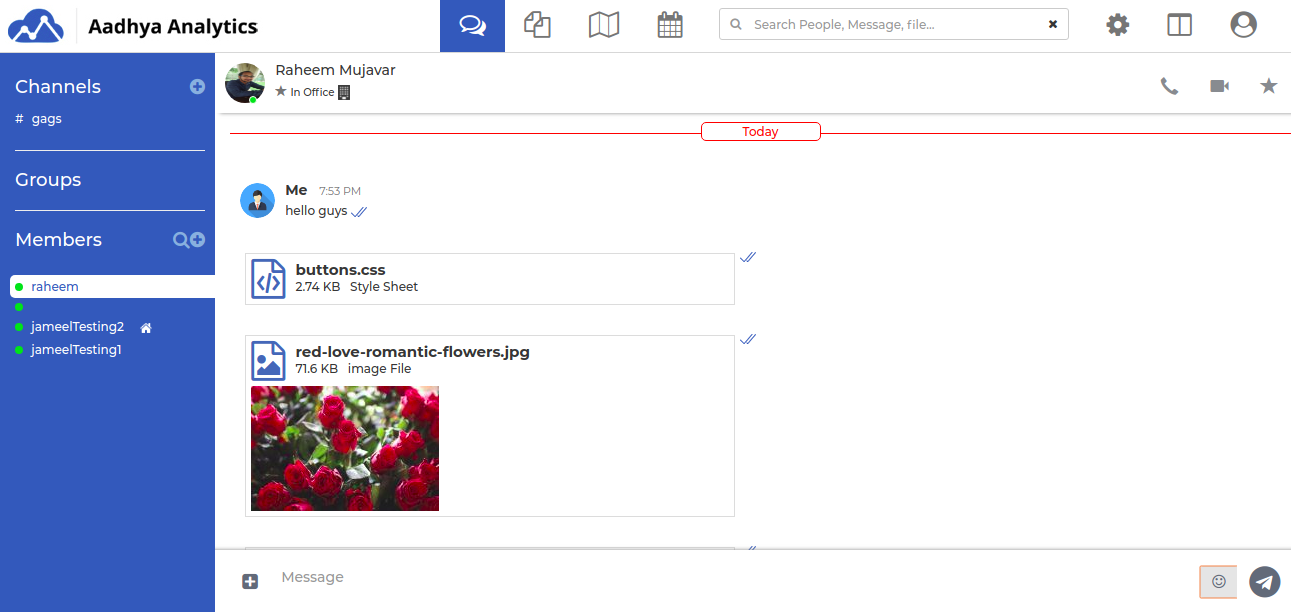 Aadhya Analytics
Search People, Message, file...
Channels
# gags
Groups
Members
raheem
jameelTesting2
jameelTesting1
Raheem Mujavar
In Office
Today
Me 7:53 PM
hello guys
buttons.css
2.74 KB Style Sheet
red-love-romantic-flowers.jpg
71.6 KB image File
Message